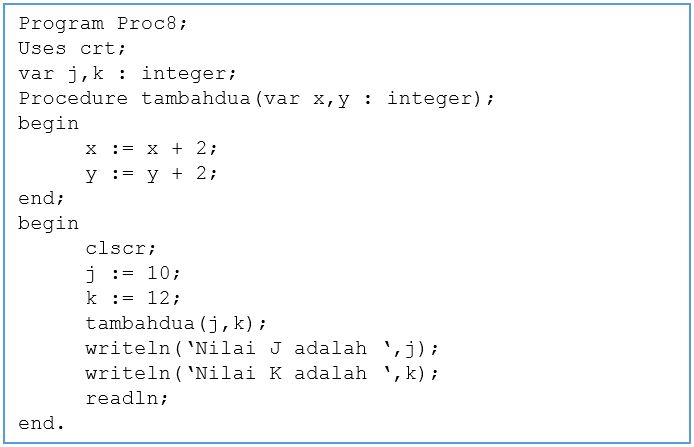 Program Proc8;
Uses crt;
var j,k : integer;
Procedure tambahdua(var x,y : integer);
begin
x := x + 2;
y := y + 2;
end;
begin
clscr;
j := 10;
k := 12;
tambahdua(j,k);
writeln(‘Nilai J adalah ‘,j);
writeln(‘Nilai K adalah ‘,k);
readln;
end.